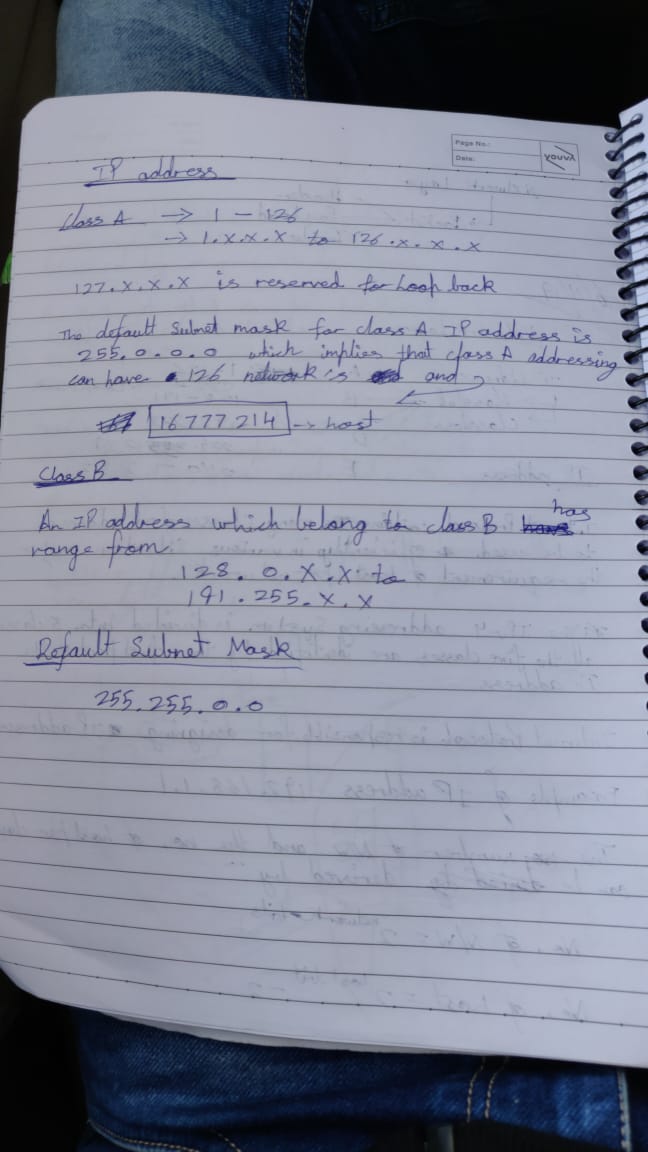 Page No.:
Date:
YOUVA
IP address
Class A → 1 - 126
→ 1.x.x.x to 126.x.x.x
127.x.x.x is reserved for Loop back
The default Subnet mask for class A IP address is
255.0.0.0 which implies that class A addressing
can have 126 network's and
16777214 → host
Class B
An IP address which belong to class B has
range from
128.0.x.x to
191.255.x.x
Default Subnet Mask
255.255.0.0